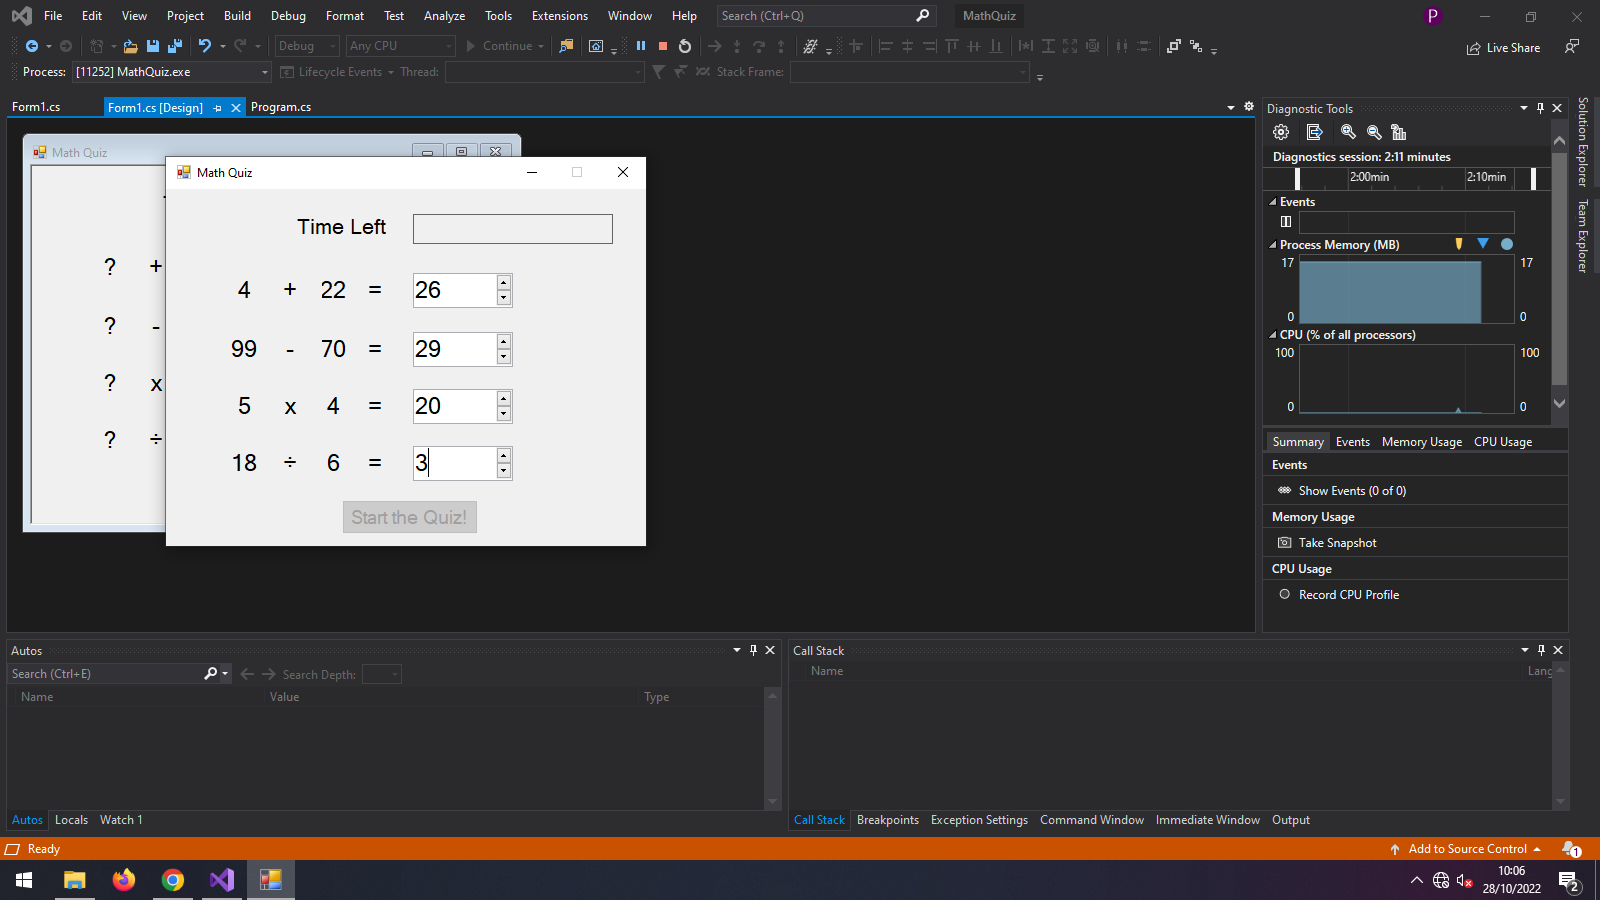 File Edit View Project Build Debug Format Test Analyze Tools Extensions Window Help Search (Ctrl+Q) MathQuiz P
Debug Any CPU Continue Live Share
Process: [11252] MathQuiz.exe Lifecycle Events Thread: Stack Frame:
Form1.cs Form1.cs [Design] Program.cs
Math Quiz
? +
? -
? x
? ÷
Math Quiz
Time Left
4 + 22 = 26
99 - 70 = 29
5 x 4 = 20
18 ÷ 6 = 3
Start the Quiz!
Diagnostic Tools
Diagnostics session: 2:11 minutes
2:00min 2:10min
Events
Process Memory (MB)
17 17
0 0
CPU (% of all processors)
100 100
0 0
Summary Events Memory Usage CPU Usage
Events
Show Events (0 of 0)
Memory Usage
Take Snapshot
CPU Usage
Record CPU Profile
Solution Explorer
Team Explorer
Autos
Search (Ctrl+E) Search Depth:
Name Value Type
Autos Locals Watch 1
Call Stack
Name Lang
Call Stack Breakpoints Exception Settings Command Window Immediate Window Output
Ready Add to Source Control 1
10:06
28/10/2022 2